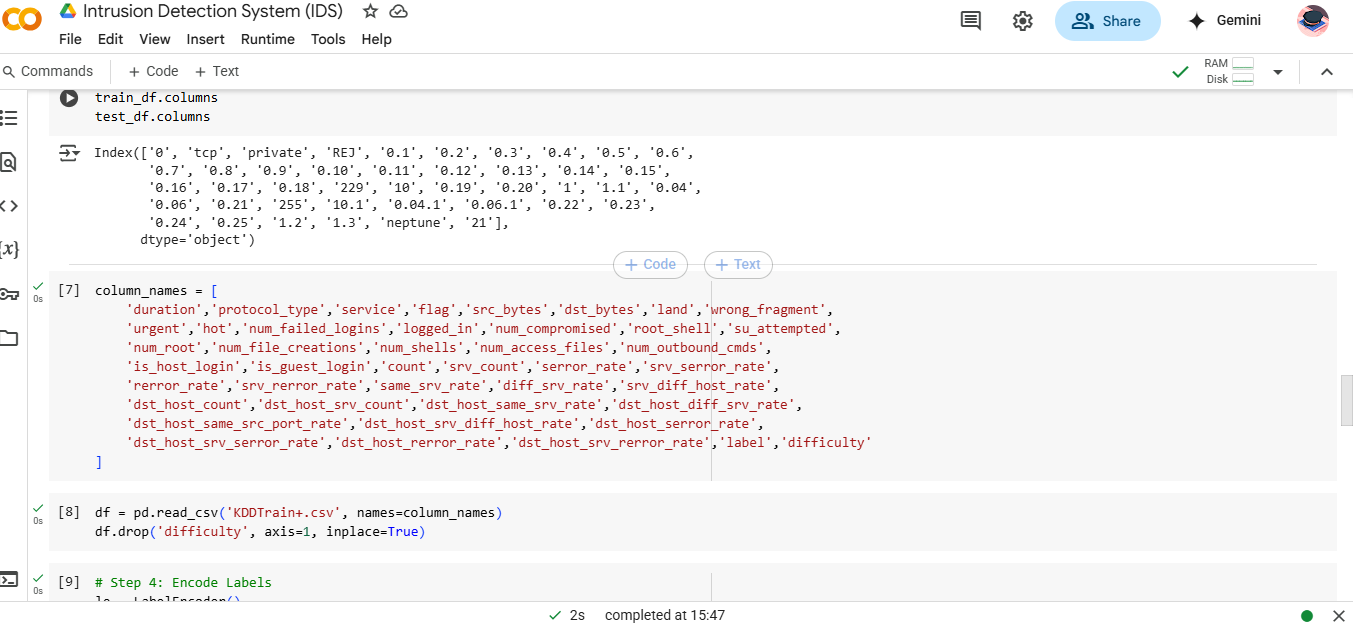 Intrusion Detection System (IDS)
File Edit View Insert Runtime Tools Help
Share
Gemini
Commands + Code + Text
RAM
Disk
train_df.columns
test_df.columns
Index(['0', 'tcp', 'private', 'REJ', '0.1', '0.2', '0.3', '0.4', '0.5', '0.6',
'0.7', '0.8', '0.9', '0.10', '0.11', '0.12', '0.13', '0.14', '0.15',
'0.16', '0.17', '0.18', '229', '10', '0.19', '0.20', '1', '1.1', '0.04',
'0.06', '0.21', '255', '10.1', '0.04.1', '0.06.1', '0.22', '0.23',
'0.24', '0.25', '1.2', '1.3', 'neptune', '21'],
dtype='object')
+ Code + Text
0s
[7] column_names = [
'duration','protocol_type','service','flag','src_bytes','dst_bytes','land','wrong_fragment',
'urgent','hot','num_failed_logins','logged_in','num_compromised','root_shell','su_attempted',
'num_root','num_file_creations','num_shells','num_access_files','num_outbound_cmds',
'is_host_login','is_guest_login','count','srv_count','serror_rate','srv_serror_rate',
'rerror_rate','srv_rerror_rate','same_srv_rate','diff_srv_rate','srv_diff_host_rate',
'dst_host_count','dst_host_srv_count','dst_host_same_srv_rate','dst_host_diff_srv_rate',
'dst_host_same_src_port_rate','dst_host_srv_diff_host_rate','dst_host_serror_rate',
'dst_host_srv_serror_rate','dst_host_rerror_rate','dst_host_srv_rerror_rate','label','difficulty'
]
0s
[8] df = pd.read_csv('KDDTrain+.csv', names=column_names)
df.drop('difficulty', axis=1, inplace=True)
0s
[9] # Step 4: Encode Labels
le = LabelEncoder()
2s completed at 15:47